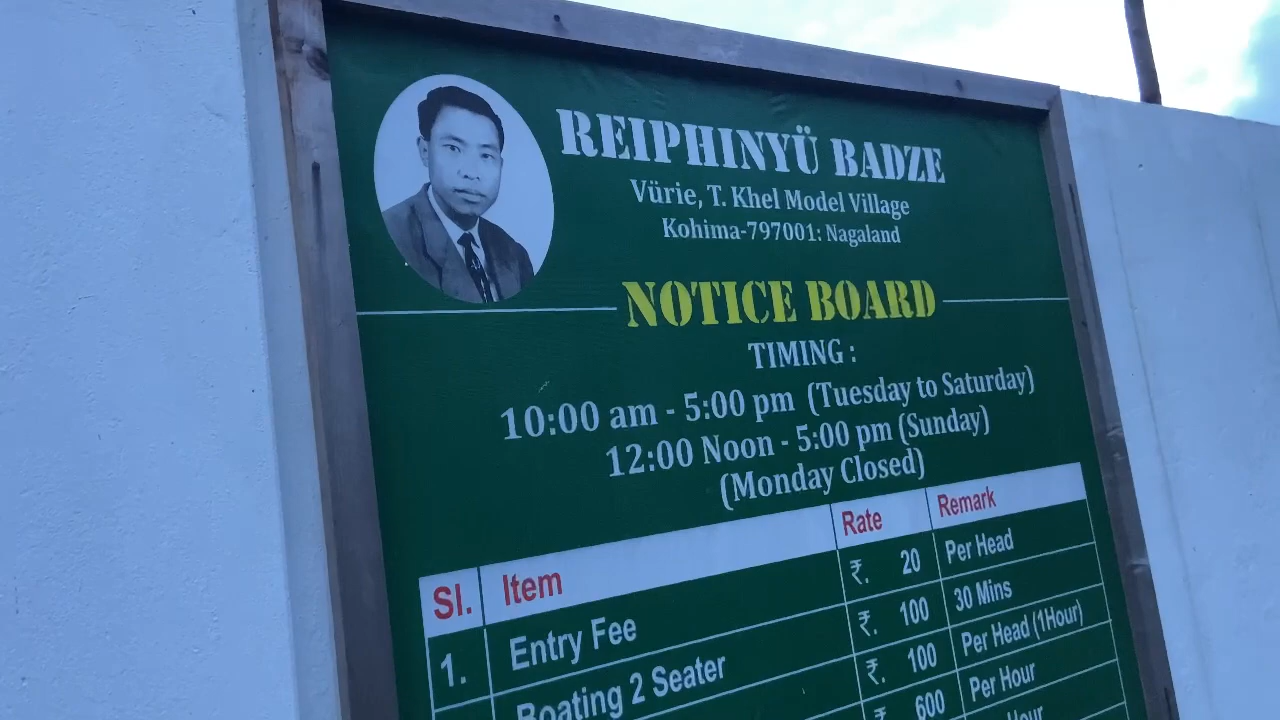 REIPHINYÜ BADZE
Vürie, T. Khel Model Village
Kohima-797001: Nagaland
NOTICE BOARD
TIMING :
10:00 am - 5:00 pm (Tuesday to Saturday)
12:00 Noon - 5:00 pm (Sunday)
(Monday Closed)
Sl. Item Rate Remark
1. Entry Fee ₹. 20 Per Head
Boating 2 Seater ₹. 100 30 Mins
₹. 100 Per Head (1Hour)
₹ 600 Per Hour
Hour